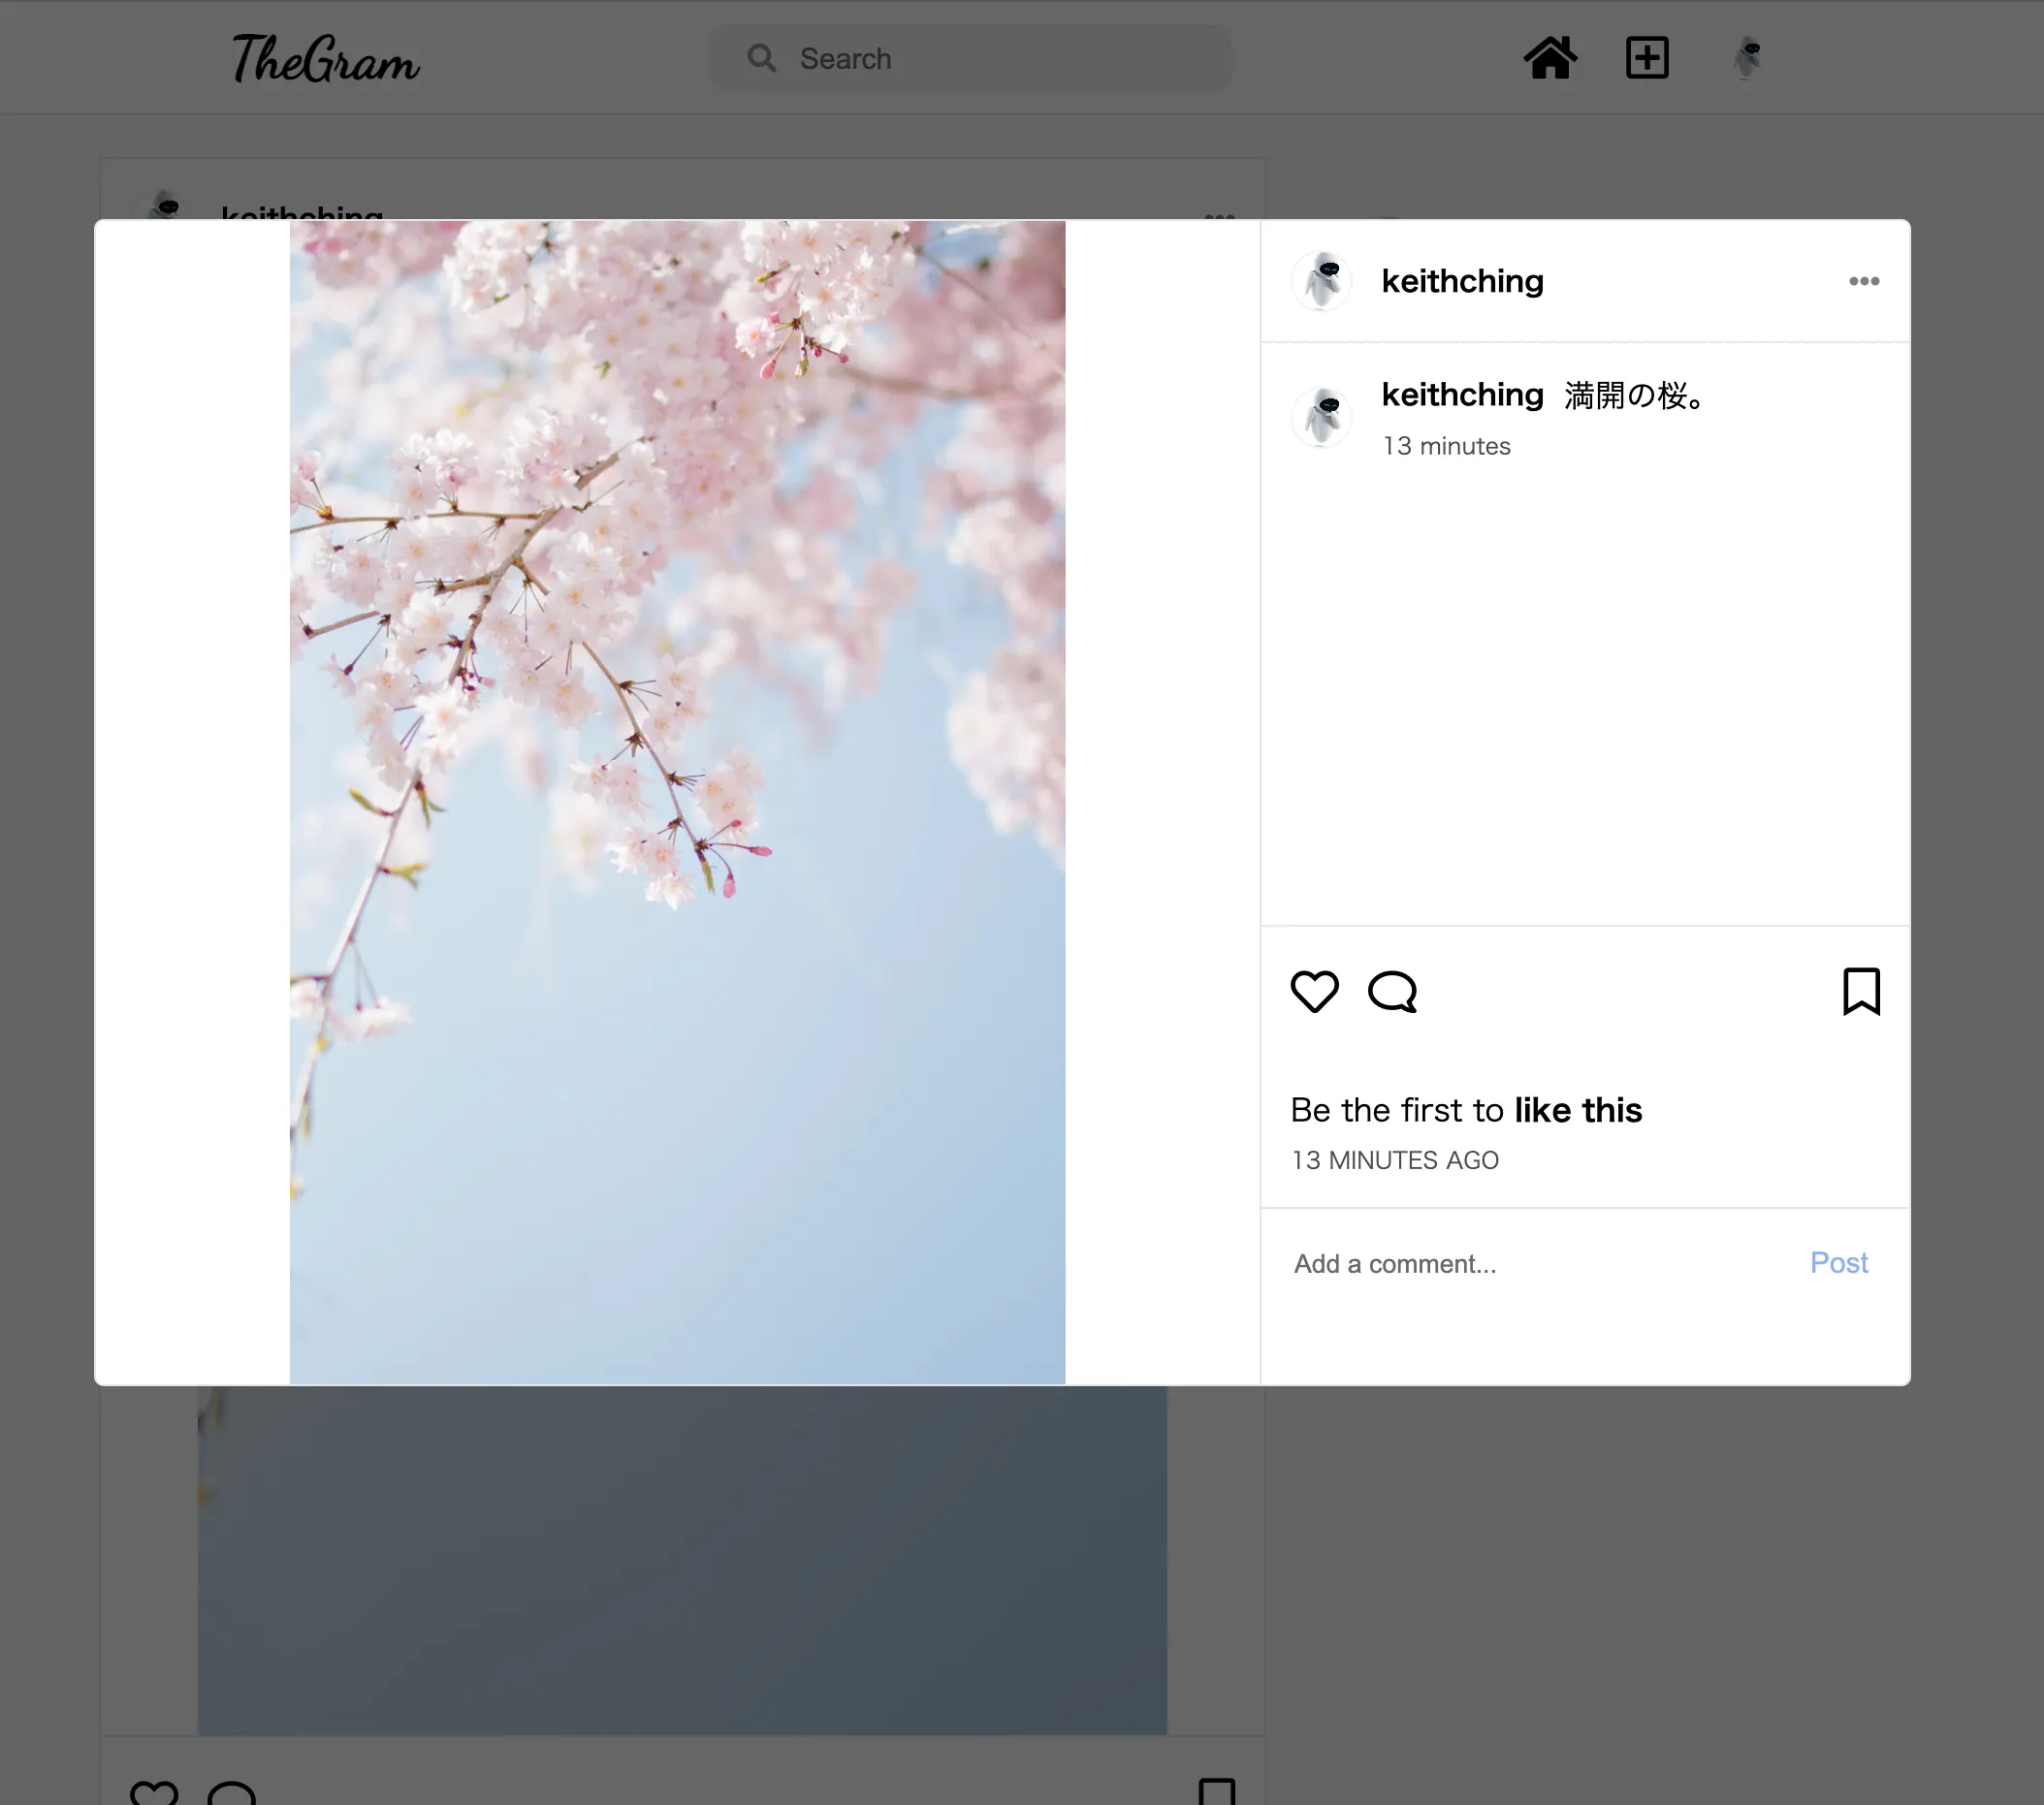 TheGram
Search
keithching
keithching
keithching 満開の桜。
13 minutes
Be the first to like this
13 MINUTES AGO
Add a comment...
Post